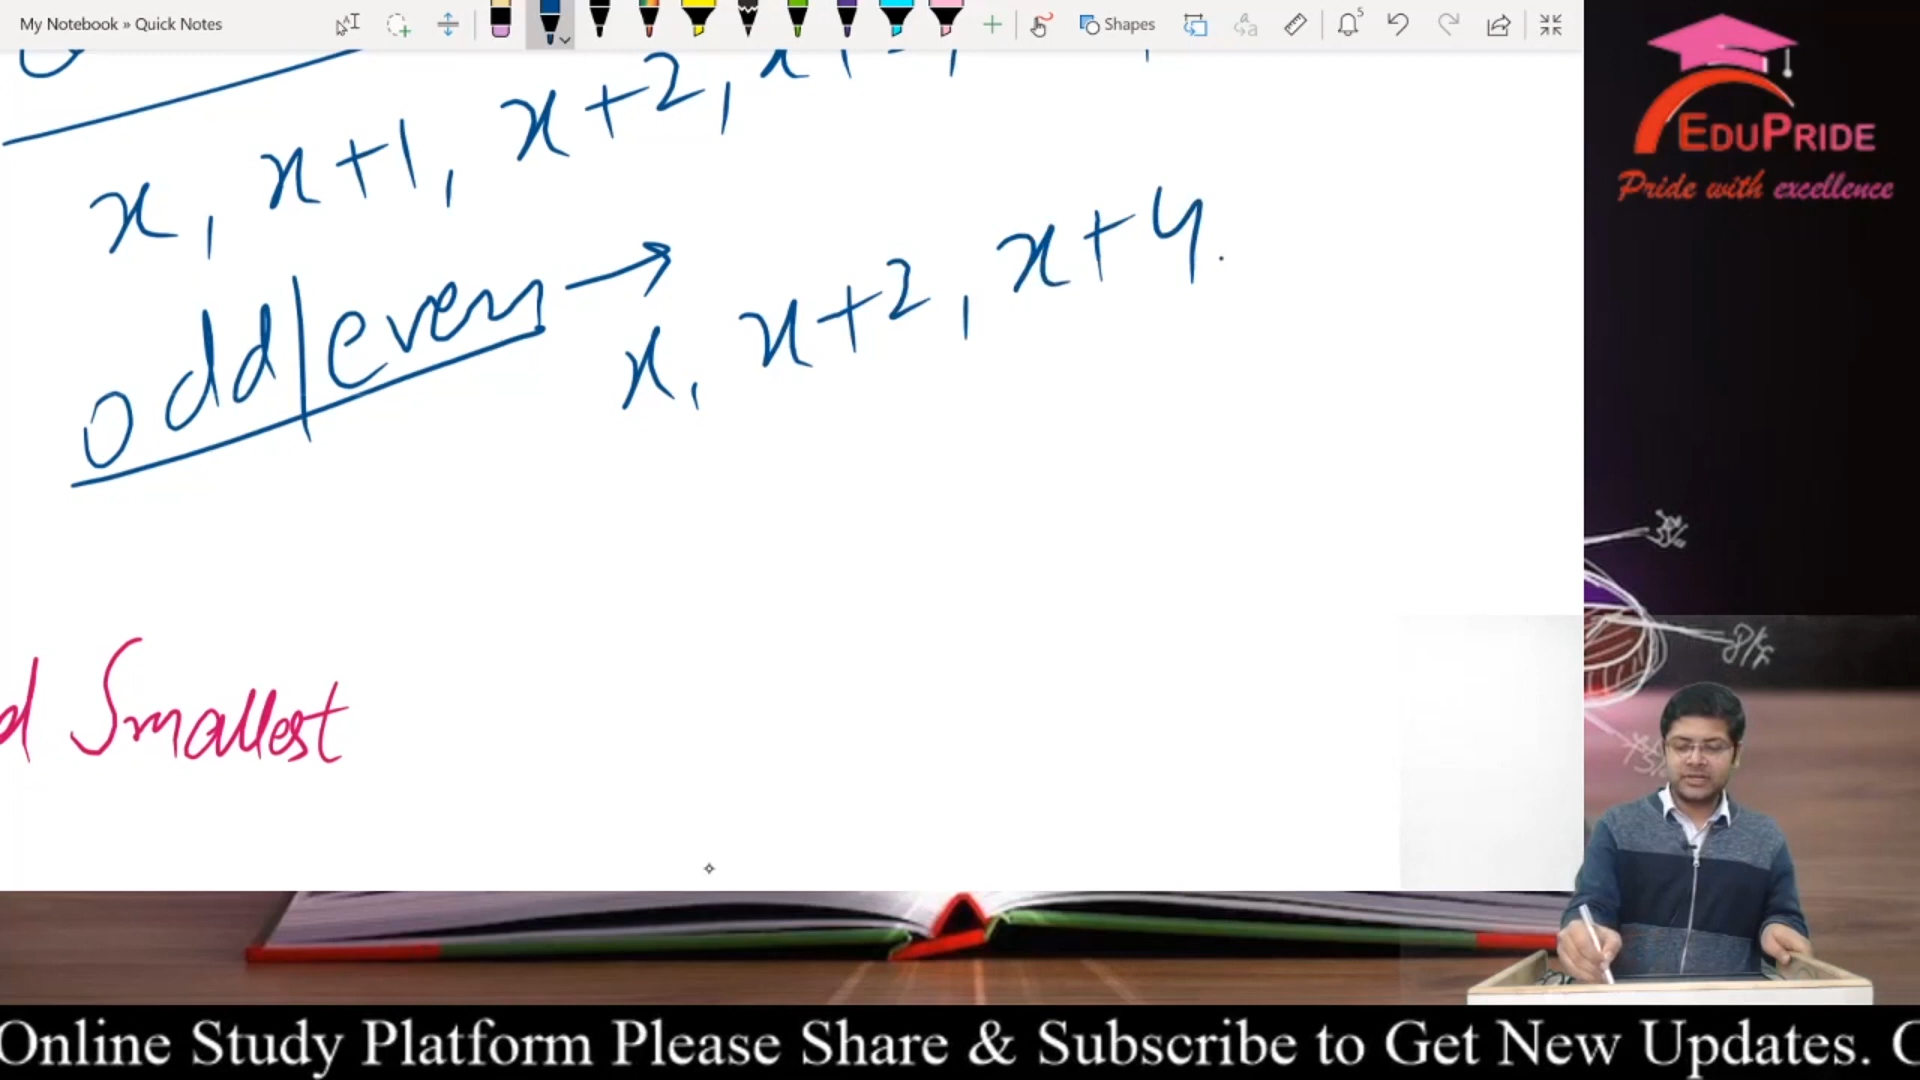 My Notebook » Quick Notes
Shapes
5
x, x+1, x+2,
odd/even → x, x+2, x+4.
Smallest
EDUPRIDE
Pride with excellence
Online Study Platform Please Share & Subscribe to Get New Updates.